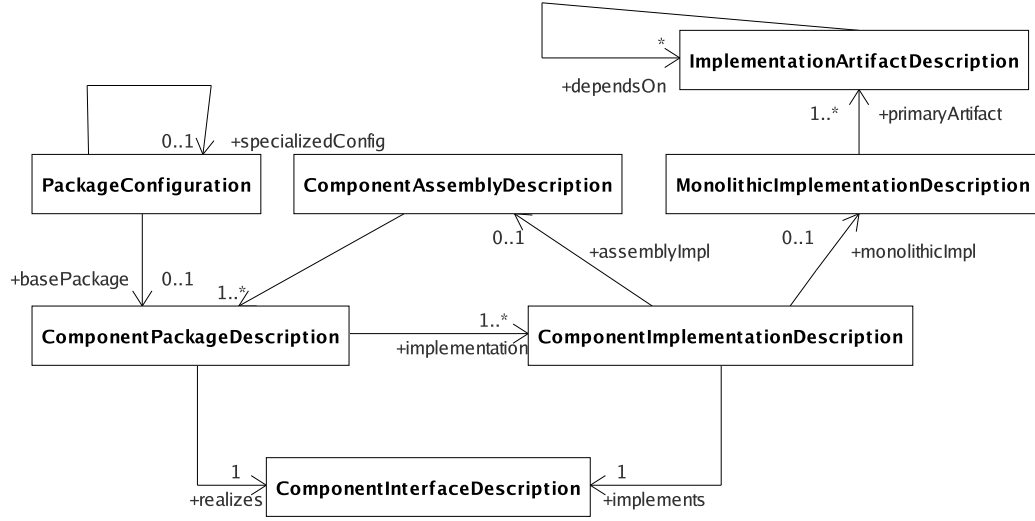 *
ImplementationArtifactDescription
+dependsOn
1..*
+primaryArtifact
0..1
+specializedConfig
PackageConfiguration
ComponentAssemblyDescription
MonolithicImplementationDescription
0..1
+assemblyImpl
0..1
+monolithicImpl
+basePackage
0..1
1..*
ComponentPackageDescription
1..*
+implementation
ComponentImplementationDescription
1
+realizes
ComponentInterfaceDescription
1
+implements